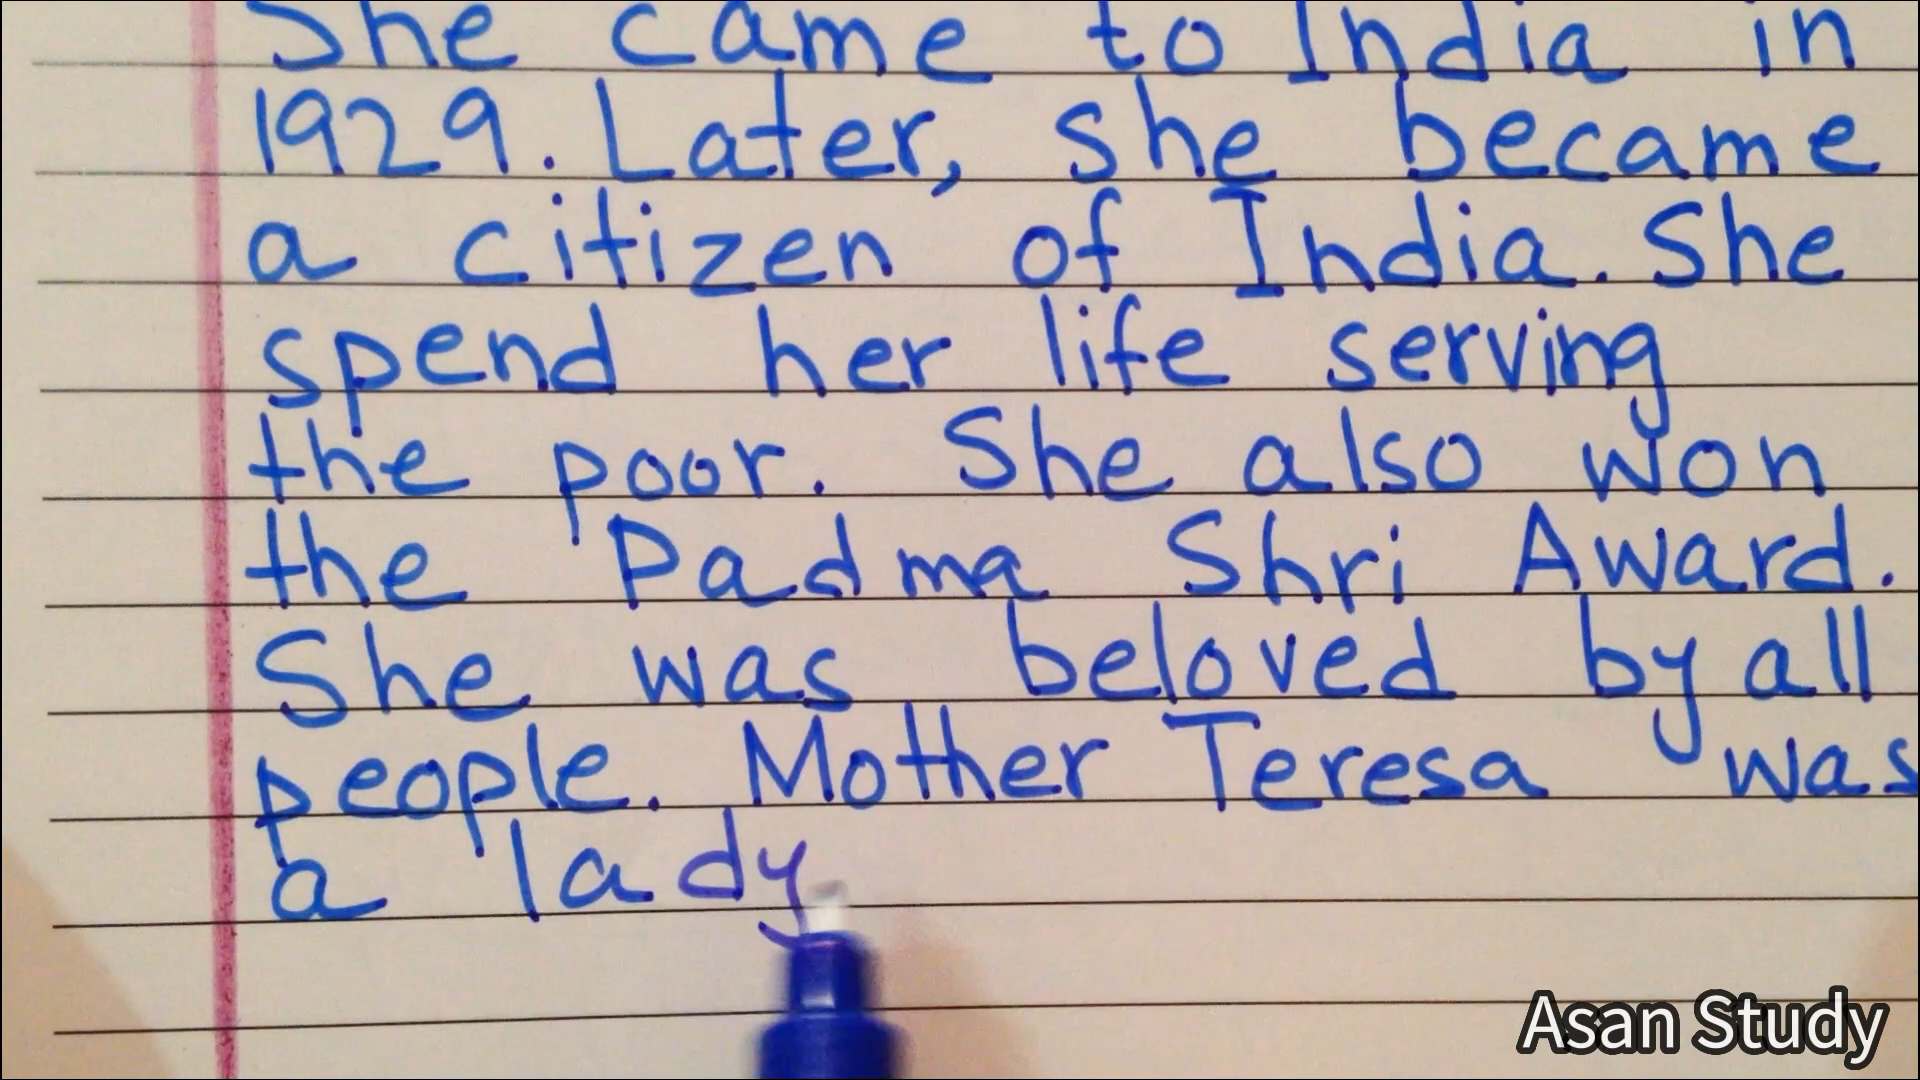 She came to India in
1929. Later, she became
a citizen of India. She
spend her life serving
the poor. She also won
the Padma Shri Award.
She was beloved by all
people. Mother Teresa was
a lady
Asan Study